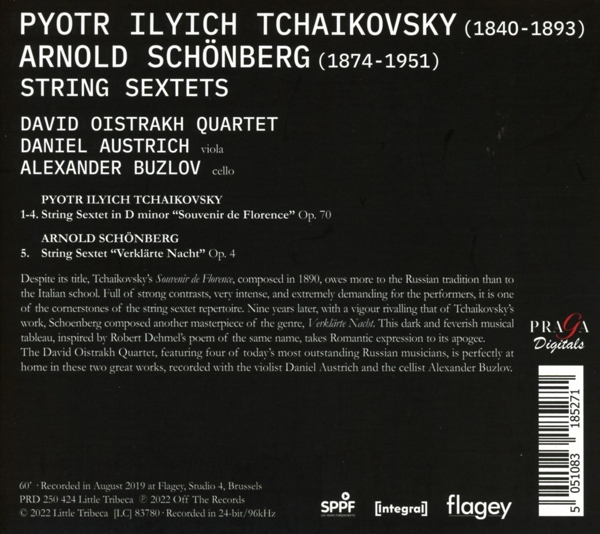 PYOTR ILYICH TCHAIKOVSKY (1840-1893)
ARNOLD SCHÖNBERG (1874-1951)
STRING SEXTETS
DAVID OISTRAKH QUARTET
DANIEL AUSTRICH viola
ALEXANDER BUZLOV cello
PYOTR ILYICH TCHAIKOVSKY
1-4. String Sextet in D minor “Souvenir de Florence” Op. 70
ARNOLD SCHÖNBERG
5. String Sextet “Verklärte Nacht” Op. 4
Despite its title, Tchaikovsky’s Souvenir de Florence, composed in 1890, owes more to the Russian tradition than to
the Italian school. Full of strong contrasts, very intense, and extremely demanding for the performers, it is one
of the cornerstones of the string sextet repertoire. Nine years later, with a vigour rivalling that of Tchaikovsky’s
work, Schoenberg composed another masterpiece of the genre, Verklärte Nacht. This dark and feverish musical
tableau, inspired by Robert Dehmel’s poem of the same name, takes Romantic expression to its apogee.
The David Oistrakh Quartet, featuring four of today’s most outstanding Russian musicians, is perfectly at
home in these two great works, recorded with the violist Daniel Austrich and the cellist Alexander Buzlov.
PRAGA
Digitals
5 051083 185271
60’ · Recorded in August 2019 at Flagey, Studio 4, Brussels
PRD 250 424 Little Tribeca ℗ 2022 Off The Records
© 2022 Little Tribeca [LC] 83780 · Recorded in 24-bit/96kHz
SPPF
[integral]
flagey